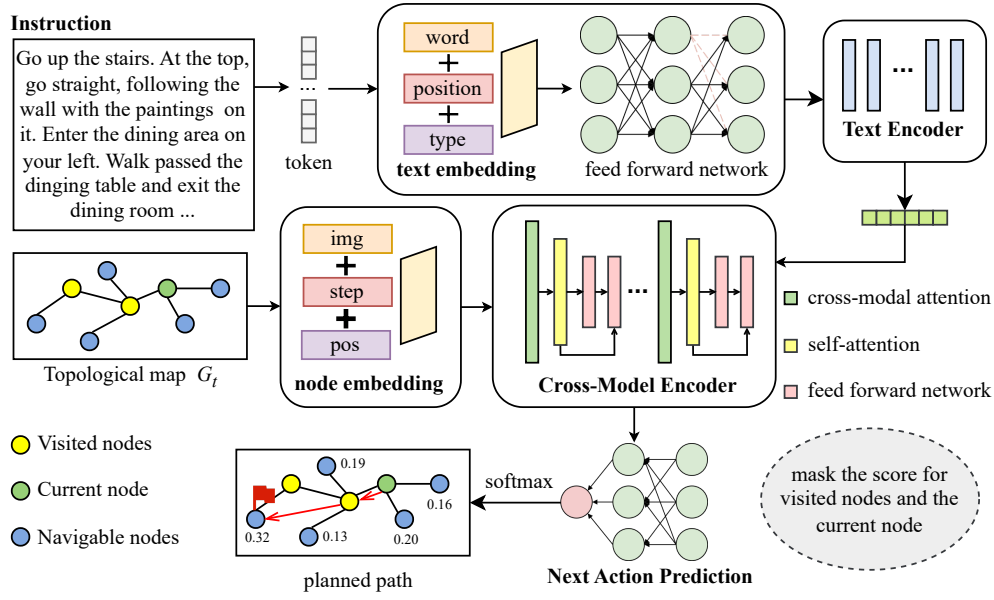 Instruction
Go up the stairs. At the top,
go straight, following the
wall with the paintings on
it. Enter the dining area on
your left. Walk passed the
dinging table and exit the
dining room ...
...
token
word
+
position
+
type
text embedding
feed forward network
...
Text Encoder
Topological map G_t
img
+
step
+
pos
node embedding
...
Cross-Model Encoder
cross-modal attention
self-attention
feed forward network
Visited nodes
Current node
Navigable nodes
0.19
0.16
0.32
0.13
0.20
planned path
softmax
Next Action Prediction
mask the score for
visited nodes and the
current node